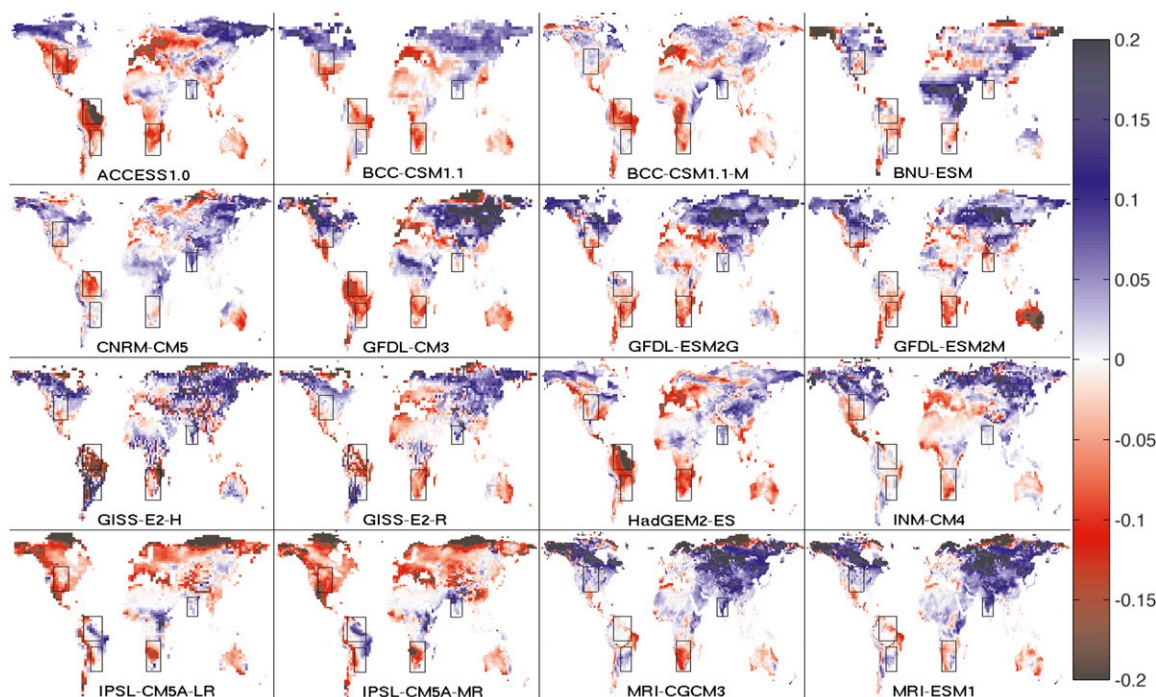 ACCESS1.0 BCC-CSM1.1 BCC-CSM1.1-M BNU-ESM
CNRM-CM5 GFDL-CM3 GFDL-ESM2G GFDL-ESM2M
GISS-E2-H GISS-E2-R HadGEM2-ES INM-CM4
IPSL-CM5A-LR IPSL-CM5A-MR MRI-CGCM3 MRI-ESM1
0.2
0.15
0.1
0.05
0
-0.05
-0.1
-0.15
-0.2